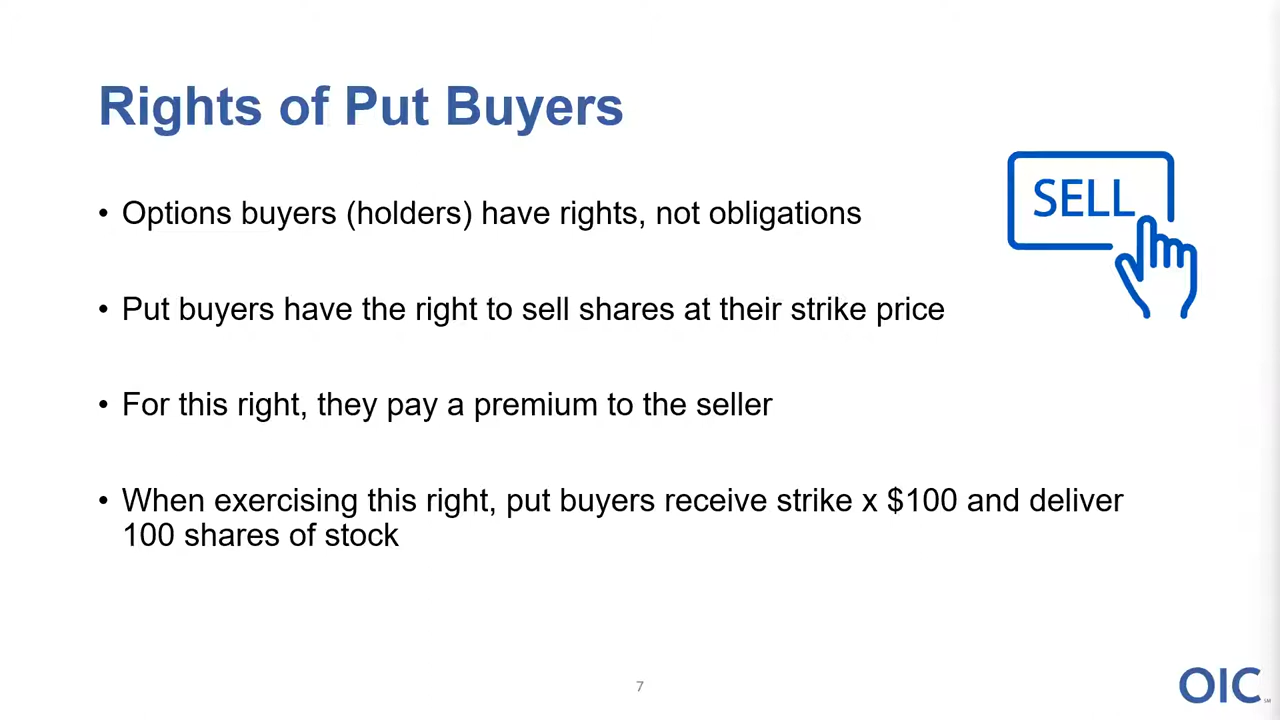 Rights of Put Buyers
• Options buyers (holders) have rights, not obligations
SELL
• Put buyers have the right to sell shares at their strike price
• For this right, they pay a premium to the seller
• When exercising this right, put buyers receive strike x $100 and deliver
100 shares of stock
7
OIC SM